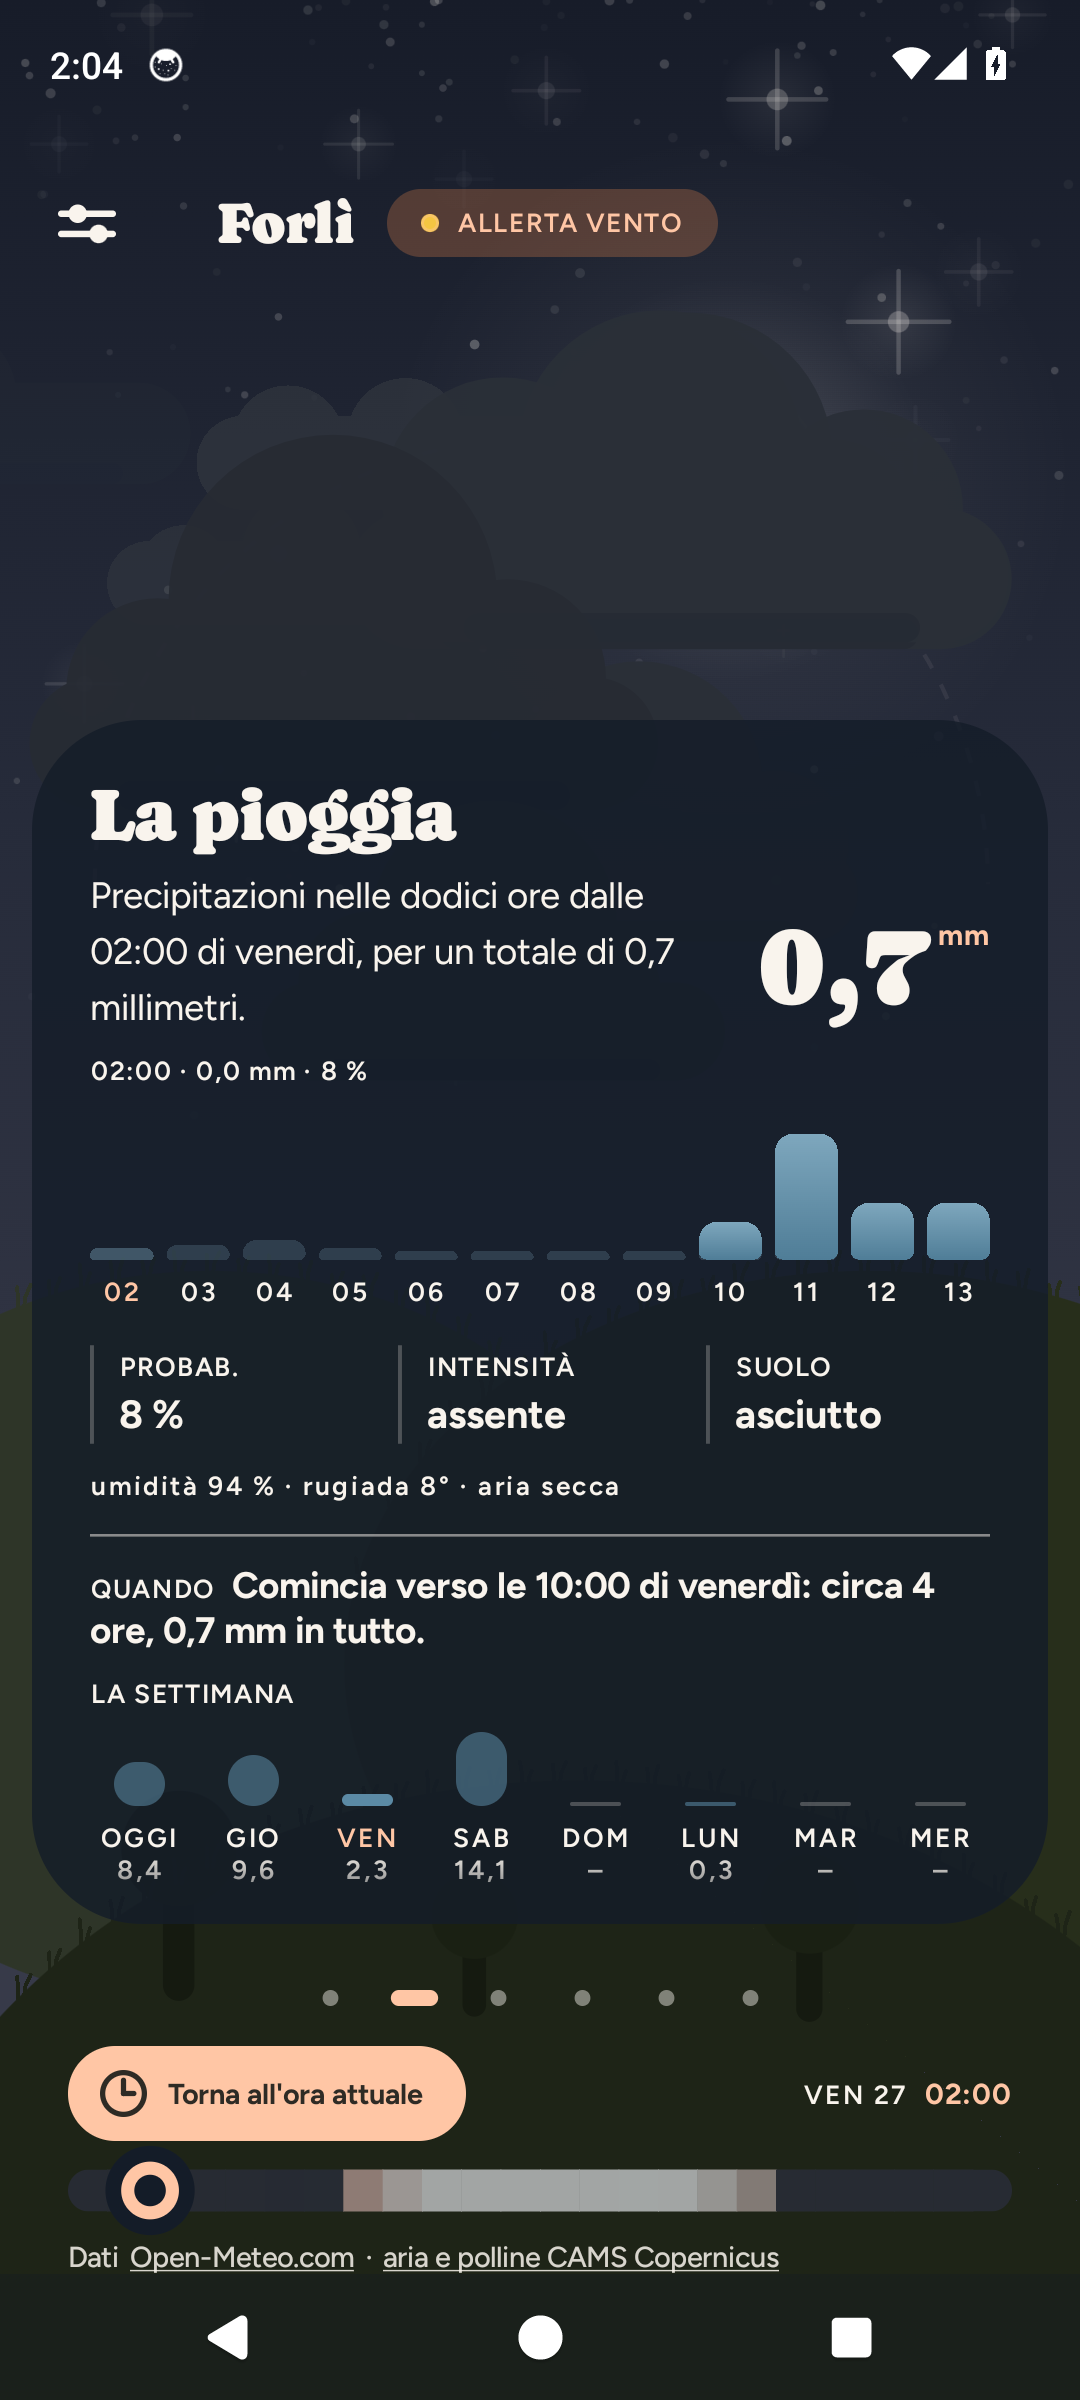 2:04
Forlì
ALLERTA VENTO
La pioggia
Precipitazioni nelle dodici ore dalle
02:00 di venerdì, per un totale di 0,7
millimetri.
0,7 mm
02:00 · 0,0 mm · 8 %
02 03 04 05 06 07 08 09 10 11 12 13
PROBAB. INTENSITÀ SUOLO
8 % assente asciutto
umidità 94 % · rugiada 8° · aria secca
QUANDO Comincia verso le 10:00 di venerdì: circa 4
ore, 0,7 mm in tutto.
LA SETTIMANA
OGGI GIO VEN SAB DOM LUN MAR MER
8,4 9,6 2,3 14,1 – 0,3 – –
Torna all'ora attuale
VEN 27 02:00
Dati Open-Meteo.com · aria e polline CAMS Copernicus